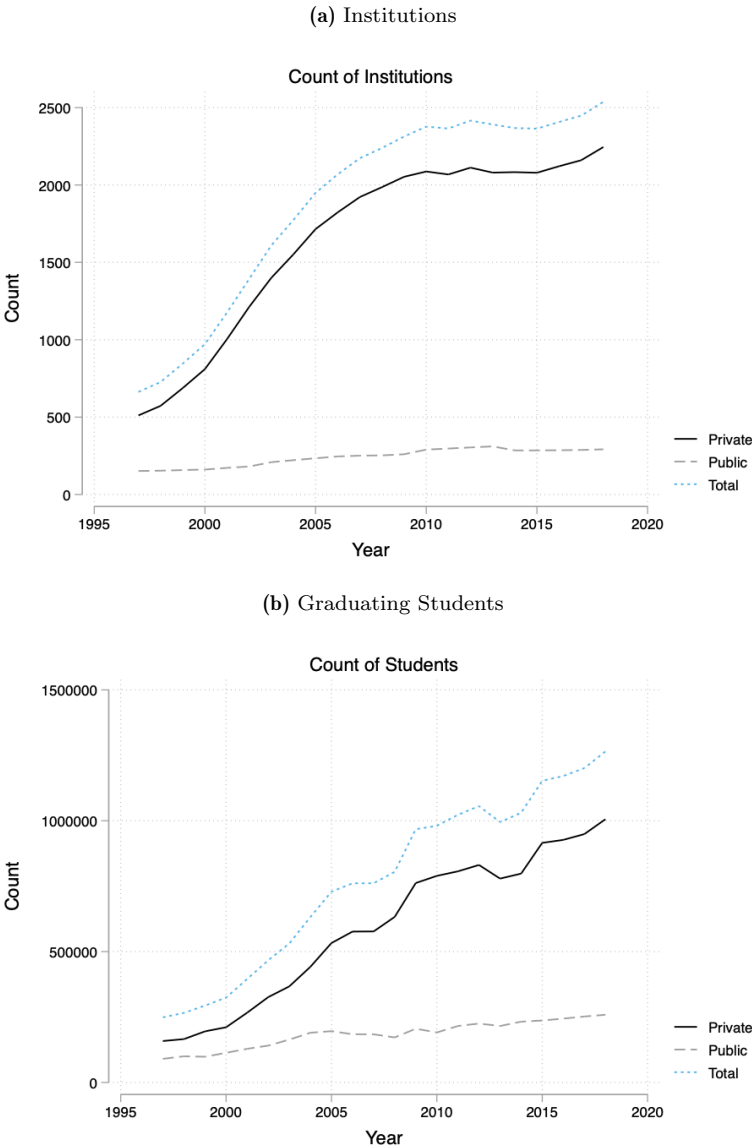 (a) Institutions
Count of Institutions
2500
2000
1500
1000
500
0
Count
1995 2000 2005 2010 2015 2020
Year
Private
Public
Total
(b) Graduating Students
Count of Students
1500000
1000000
500000
0
Count
1995 2000 2005 2010 2015 2020
Year
Private
Public
Total